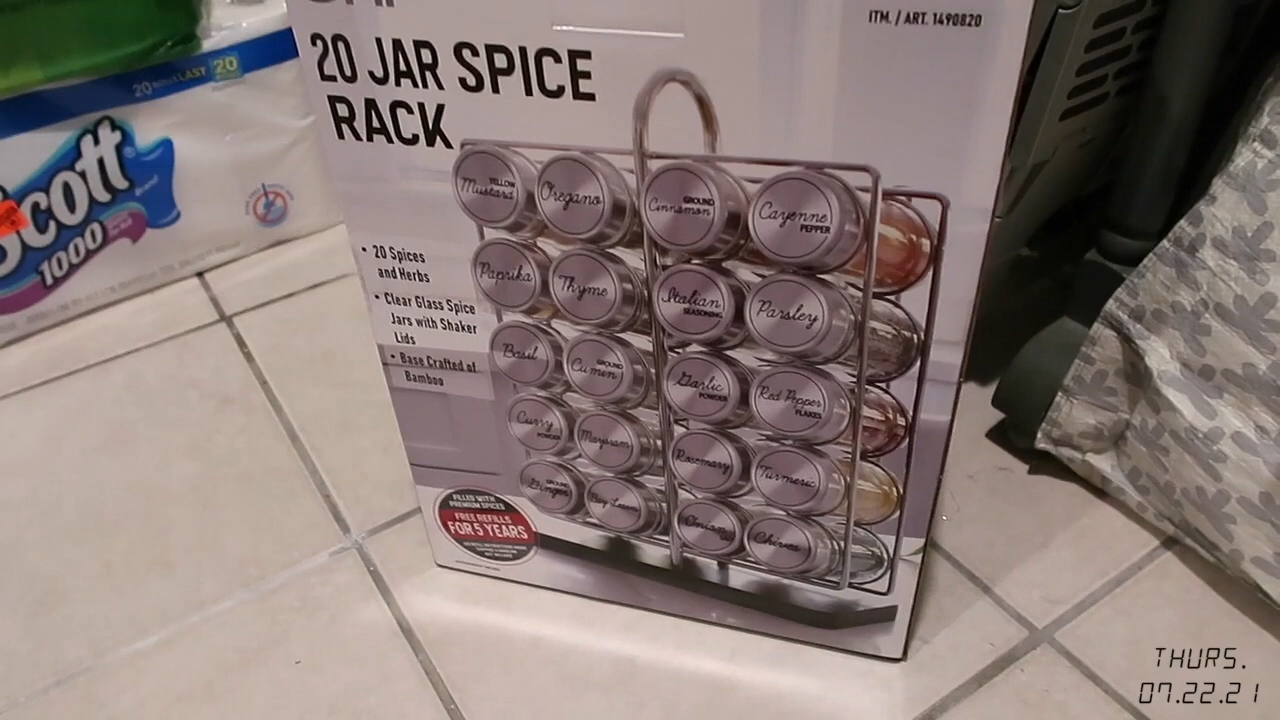 ITM. / ART. 1490820
20 JAR SPICE
RACK
20 Spices
and Herbs
Clear Glass Spice
Jars with Shaker
Lids
Base Crafted of
Bamboo
YELLOW
Mustard
Oregano
GROUND
Cinnamon
Cayenne
PEPPER
Paprika
Thyme
Italian
SEASONING
Parsley
Basil
GROUND
Cumin
Garlic
POWDER
Red Pepper
FLAKES
Curry
POWDER
Marjoram
Rosemary
Turmeric
GROUND
Ginger
Bay Leaves
Chives
FILLED WITH
PREMIUM SPICES
FREE REFILLS
FOR 5 YEARS
LAST 20
Scott
Brand
1000
THURS.
07.22.21